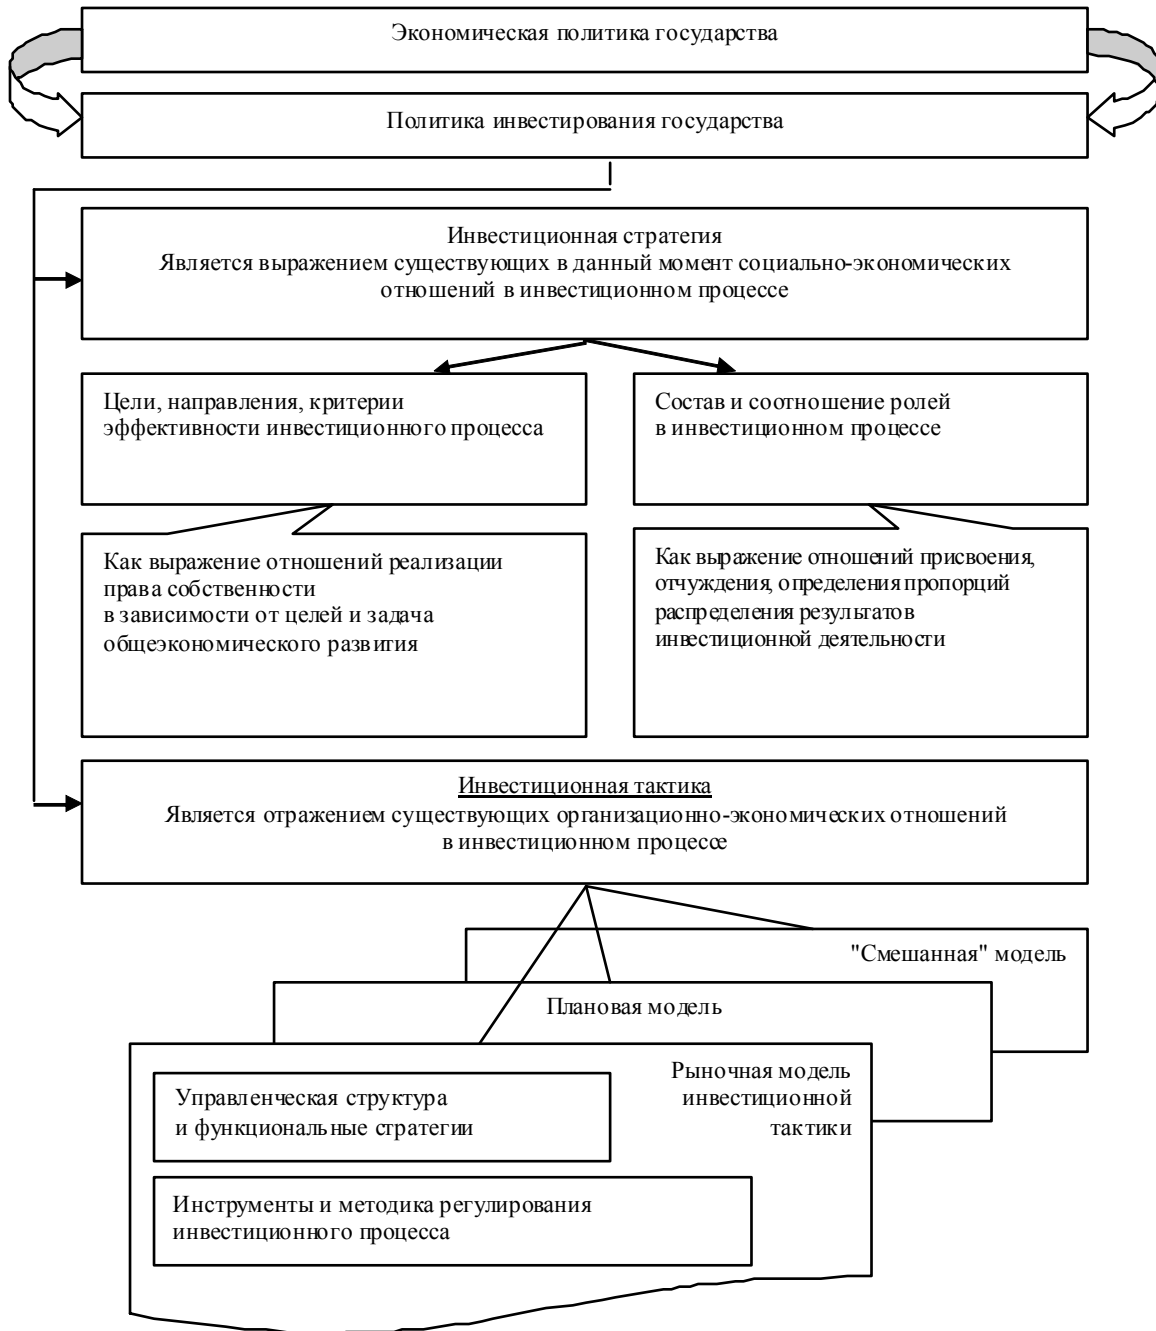 Экономическая политика государства
Политика инвестирования государства
Инвестиционная стратегия
Является выражением существующих в данный момент социально-экономических
отношений в инвестиционном процессе
Цели, направления, критерии
эффективности инвестиционного процесса
Состав и соотношение ролей
в инвестиционном процессе
Как выражение отношений реализации
права собственности
в зависимости от целей и задача
общеэкономического развития
Как выражение отношений присвоения,
отчуждения, определения пропорций
распределения результатов
инвестиционной деятельности
Инвестиционная тактика
Является отражением существующих организационно-экономических отношений
в инвестиционном процессе
"Смешанная" модель
Плановая модель
Рыночная модель
инвестиционной
тактики
Управленческая структура
и функциональные стратегии
Инструменты и методика регулирования
инвестиционного процесса